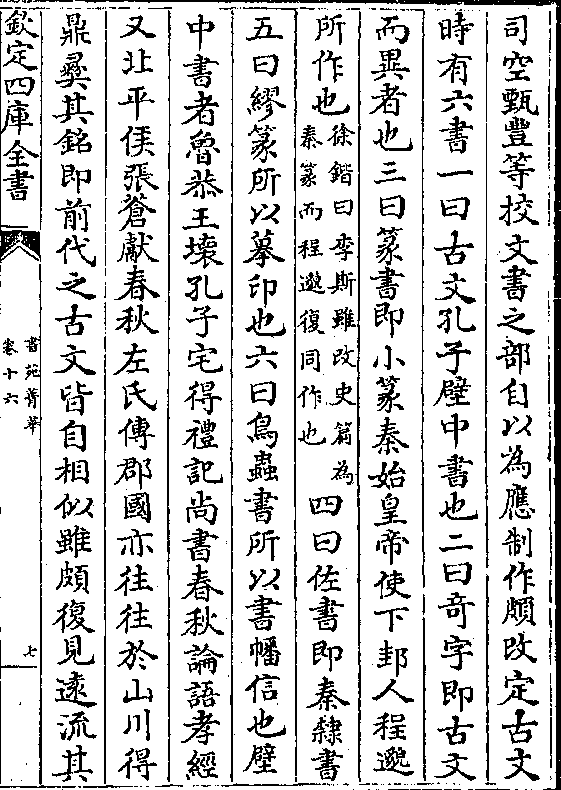 司空甄豐等挍文書之部自以為應制作頗改定古文
時有六書一曰古文孔子壁中書也二曰竒字即古文
而異者也三曰篆書即小篆秦始皇帝使下邽人程邈
所作也徐鍇曰李斯雖改史篇為秦篆而程邈復同作也四曰佐書即秦隸書
五曰繆篆所以摹印也六曰鳥蟲書所以書幡信也壁
中書者魯恭王壊孔子宅得禮記尚書春秋論語孝經
又北平侯張蒼獻春秋左氏傳郡國亦往往於山川得
鼎彞其銘即前代之古文皆自相似雖頗復見逺流其
欽定四庫全書
書苑菁華
卷十六
七